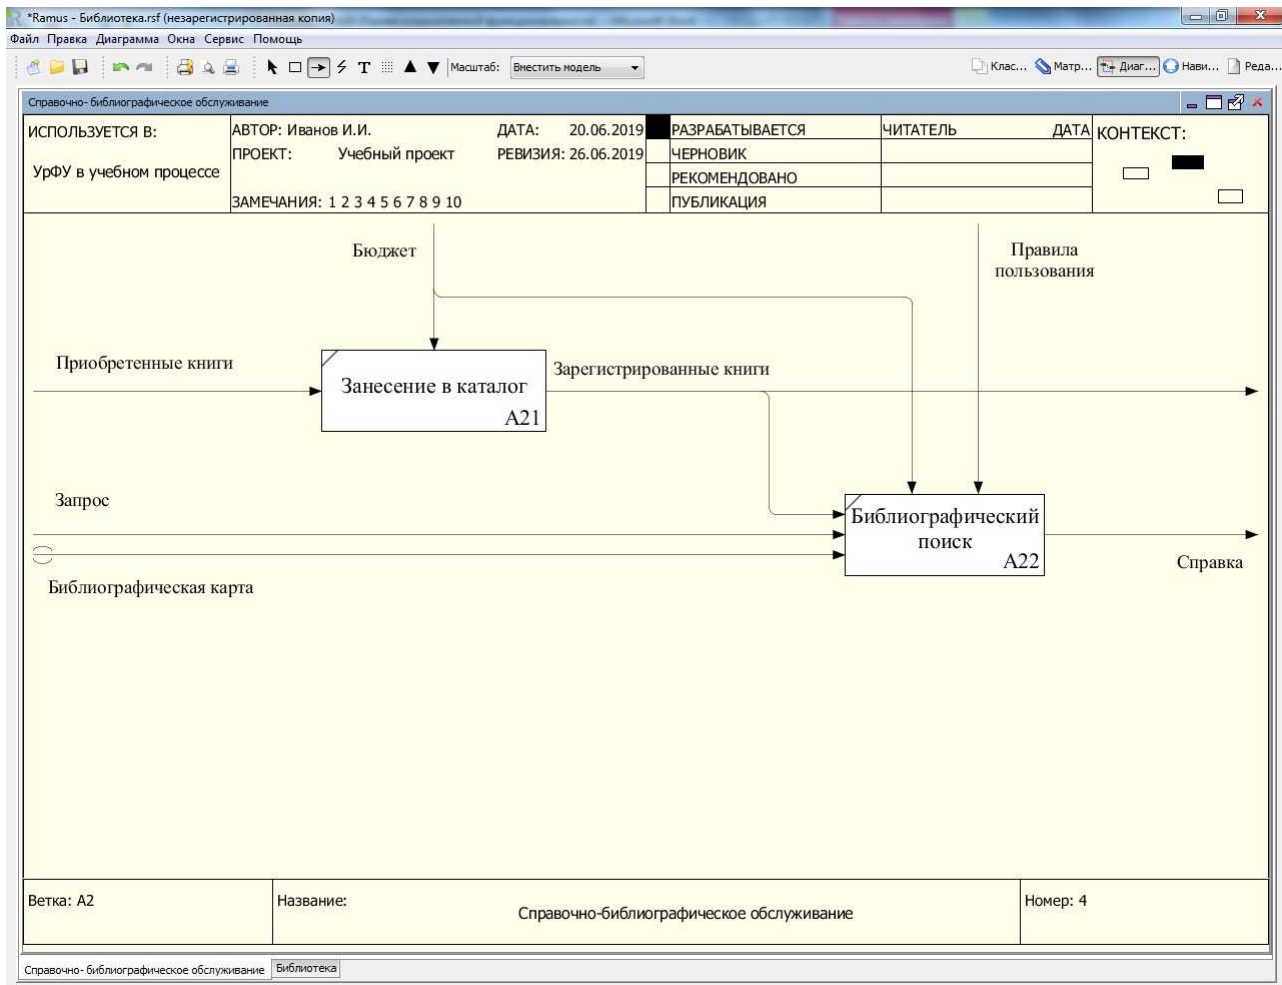 *Ramus - Библиотека.rsf (незарегистрированная копия)
Файл Правка Диаграмма Окна Сервис Помощь
T Масштаб: Вместить модель Клас... Матр... Диаг... Нави... Реда...
Справочно-библиографическое обслуживание
ИСПОЛЬЗУЕТСЯ В: АВТОР: Иванов И.И. ДАТА: 20.06.2019 РАЗРАБАТЫВАЕТСЯ ЧИТАТЕЛЬ ДАТА КОНТЕКСТ:
ПРОЕКТ: Учебный проект РЕВИЗИЯ: 26.06.2019 ЧЕРНОВИК
УрФУ в учебном процессе
РЕКОМЕНДОВАНО
ЗАМЕЧАНИЯ: 1 2 3 4 5 6 7 8 9 10 ПУБЛИКАЦИЯ
Бюджет
Правила
пользования
Приобретенные книги
Занесение в каталог
A21
Зарегистрированные книги
Запрос
Библиографический
поиск
A22
Справка
Библиографическая карта
Ветка: A2 Название: Справочно-библиографическое обслуживание Номер: 4
Справочно-библиографическое обслуживание Библиотека